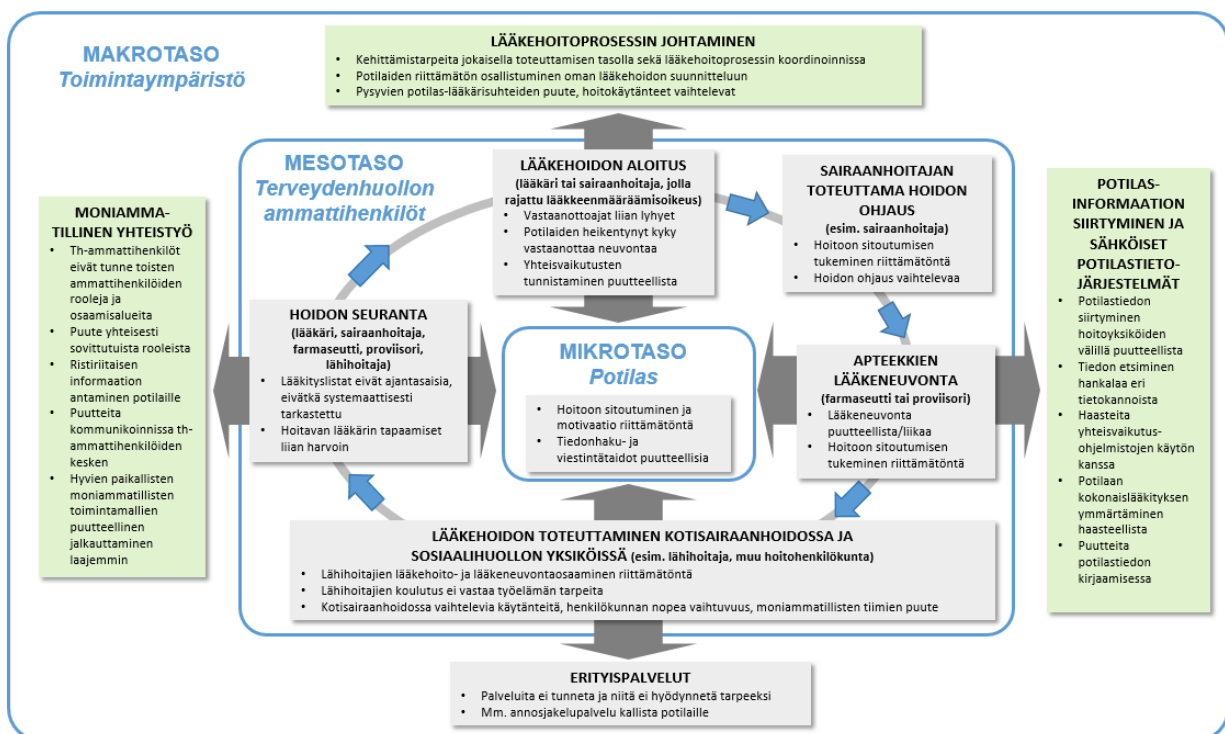 MAKROTASO
Toimintaympäristö
LÄÄKEHOITOPROSESSIN JOHTAMINEN
• Kehittämistarpeita jokaisella toteuttamisen tasolla sekä lääkehoitoprosessin koordinoinnissa
• Potilaiden riittämätön osallistuminen oman lääkehoidon suunnitteluun
• Pysyvien potilas-lääkärisuhteiden puute, hoitokäytänteet vaihtelevat
MESOTASO
Terveydenhuollon
ammattihenkilöt
LÄÄKEHOIDON ALOITUS
(lääkäri tai sairaanhoitaja, jolla
rajattu lääkkeenmääräämisoikeus)
• Vastaanottoajat liian lyhyet
• Potilaiden heikentynyt kyky
vastaanottaa neuvontaa
• Yhteisvaikutusten
tunnistaminen puutteellista
SAIRAANHOITAJAN
TOTEUTTAMA HOIDON
OHJAUS
(esim. sairaanhoitaja)
• Hoitoon sitoutumisen
tukeminen riittämätöntä
• Hoidon ohjaus vaihtelevaa
MONIAMMA-
TILLINEN YHTEISTYÖ
• Th-ammattihenkilöt
eivät tunne toisten
ammattihenkilöiden
rooleja ja
osaamisalueita
• Puute yhteisesti
sovittutuista rooleista
• Ristiriitaisen
informaation
antaminen potilaille
• Puutteita
kommunikoinnissa th-
ammattihenkilöiden
kesken
• Hyvien paikallisten
moniammatillisten
toimintamallien
puutteellinen
jalkauttaminen
laajemmin
HOIDON SEURANTA
(lääkäri, sairaanhoitaja,
farmaseutti, proviisori,
lähihoitaja)
• Lääkityslistat eivät ajantasaisia,
eivätkä systemaattisesti
tarkastettu
• Hoitavan lääkärin tapaamiset
liian harvoin
MIKROTASO
Potilas
• Hoitoon sitoutuminen ja
motivaatio riittämätöntä
• Tiedonhaku- ja
viestintätaidot puutteellisia
APTEEKKIEN
LÄÄKENEUVONTA
(farmaseutti tai proviisori)
• Lääkeneuvonta
puutteellista/liikaa
• Hoitoon sitoutumisen
tukeminen riittämätöntä
POTILAS-
INFORMAATION
SIIRTYMINEN JA
SÄHKÖISET
POTILASTIETO-
JÄRJESTELMÄT
• Potilastiedon
siirtyminen
hoitoyksiköiden
välillä puutteellista
• Tiedon etsiminen
hankalaa eri
tietokannoista
• Haasteita
yhteisvaikutus-
ohjelmistojen käytön
kanssa
• Potilaan
kokonaislääkityksen
ymmärtäminen
haasteellista
• Puutteita
potilastiedon
kirjaamisessa
LÄÄKEHOIDON TOTEUTTAMINEN KOTISAIRAANHOIDOSSA JA
SOSIAALIHUOLLON YKSIKÖISSÄ (esim. lähihoitaja, muu hoitohenkilökunta)
• Lähihoitajien lääkehoito- ja lääkeneuvontaosaaminen riittämätöntä
• Lähihoitajien koulutus ei vastaa työelämän tarpeita
• Kotisairaanhoidossa vaihtelevia käytänteitä, henkilökunnan nopea vaihtuvuus, moniammatillisten tiimien puute
ERITYISPALVELUT
• Palveluita ei tunneta ja niitä ei hyödynnetä tarpeeksi
• Mm. annosjakelupalvelu kallista potilaille